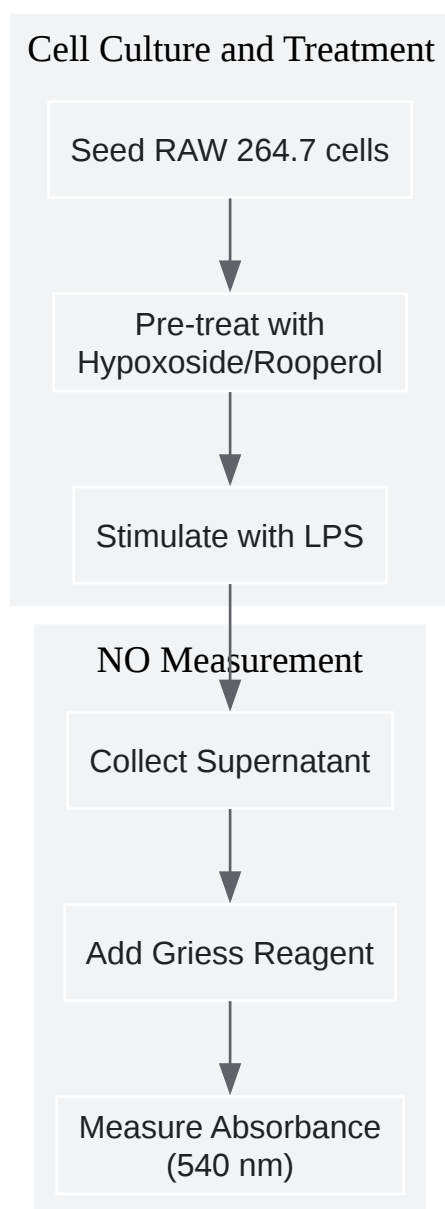 Cell Culture and Treatment
Seed RAW 264.7 cells
Pre-treat with
Hypoxoside/Rooperol
Stimulate with LPS
NO Measurement
Collect Supernatant
Add Griess Reagent
Measure Absorbance
(540 nm)